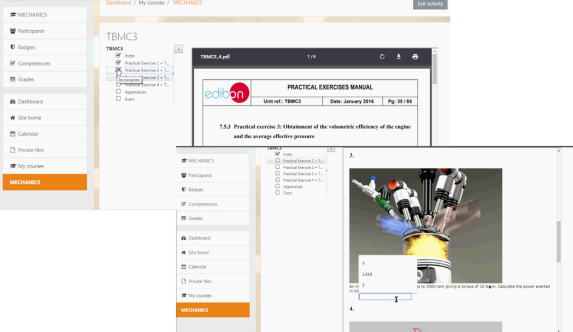 Dashboard / My courses / MECHANICS
Exit activity
MECHANICS
Participants
Badges
Competencies
Grades
Dashboard
Site home
Calendar
Private files
My courses
MECHANICS
TBMC3
TBMC3
Index
Practical Exercise 1 + T...
Practical Exercise 2 + T...
Practical Exercise 3 + T...
Incomplete
Practical Exercise 4 + T...
Appendices
Exam
TBMC3_4.pdf
1 / 4
edibon
PRACTICAL EXERCISES MANUAL
Unit ref.: TBMC3
Date: January 2016
Pg: 35 / 65
7.5.3 Practical exercise 3: Obtainment of the volumetric efficiency of the engine
and the average effective pressure
MECHANICS
Participants
Badges
Competencies
Grades
Dashboard
Site home
Calendar
Private files
My courses
MECHANICS
TBMC3
Index
Practical Exercise 1 + T...
Practical Exercise 2 + T...
Practical Exercise 3 + T...
Practical Exercise 4 + T...
Appendices
Exam
3.
3
2.618
An
to 2500 rpm giving a torque of 10 N▪m. Calculate the power exerted
4.